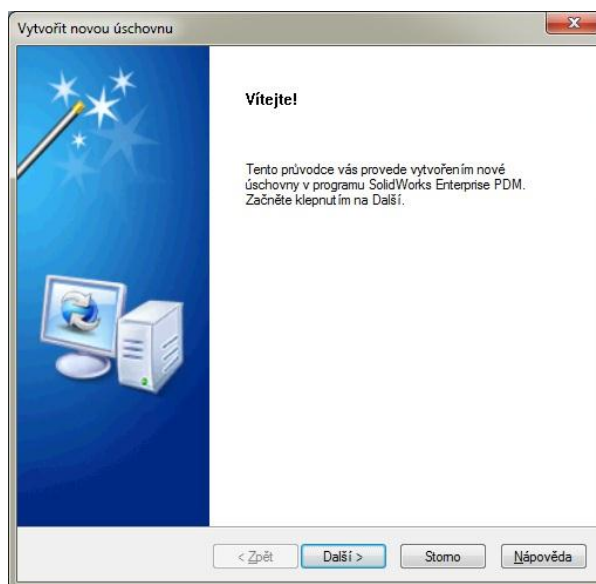 Vytvořit novou úschovnu
Vítejte!
Tento průvodce vás provede vytvořením nové
úschovny v programu SolidWorks Enterprise PDM.
Začněte klepnutím na Další.
< Zpět Další > Storno Nápověda